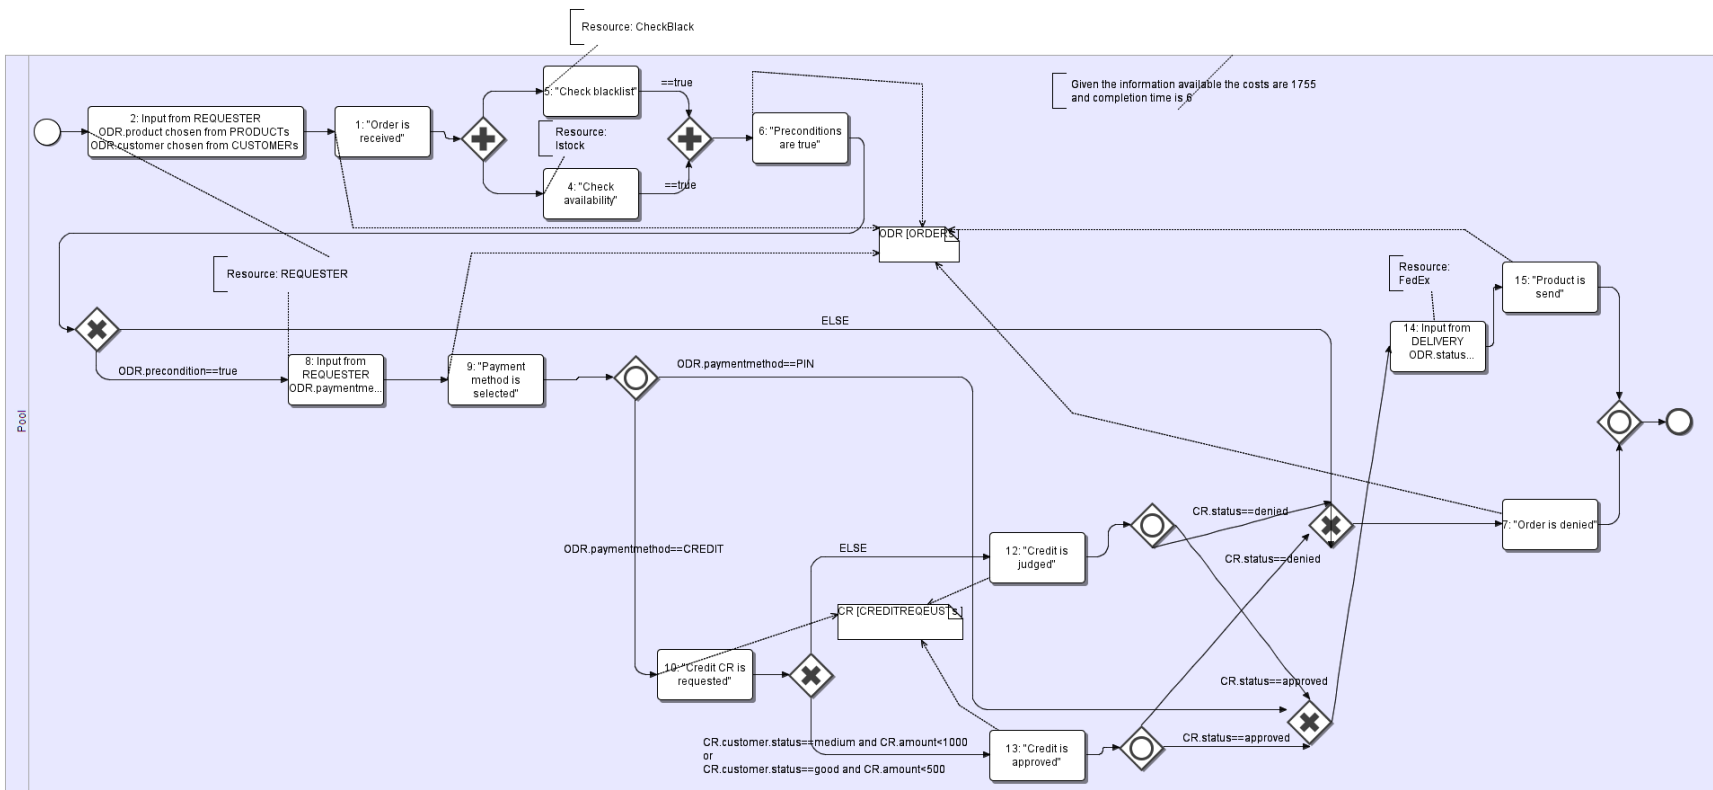 Resource: CheckBlack
Given the information available the costs are 1755
and completion time is 6
5: "Check blacklist"
==true
2: Input from REQUESTER
ODR.product chosen from PRODUCTs
ODR.customer chosen from CUSTOMERs
1: "Order is
received"
Resource:
Istock
6: "Preconditions
are true"
4: "Check
availability"
==true
ODR [ORDERS]
Resource: REQUESTER
Resource:
FedEx
15: "Product is
send"
ELSE
14: Input from
DELIVERY
ODR.status...
8: Input from
REQUESTER
ODR.paymentme...
ODR.precondition==true
9: "Payment
method is
selected"
ODR.paymentmethod==PIN
Pool
CR.status==denied
7: "Order is denied"
ODR.paymentmethod==CREDIT
ELSE
12: "Credit is
judged"
CR.status==denied
CR [CREDITREQEUSTs]
10: "Credit CR is
requested"
CR.status==approved
CR.status==approved
CR.customer.status==medium and CR.amount<1000
or
CR.customer.status==good and CR.amount<500
13: "Credit is
approved"